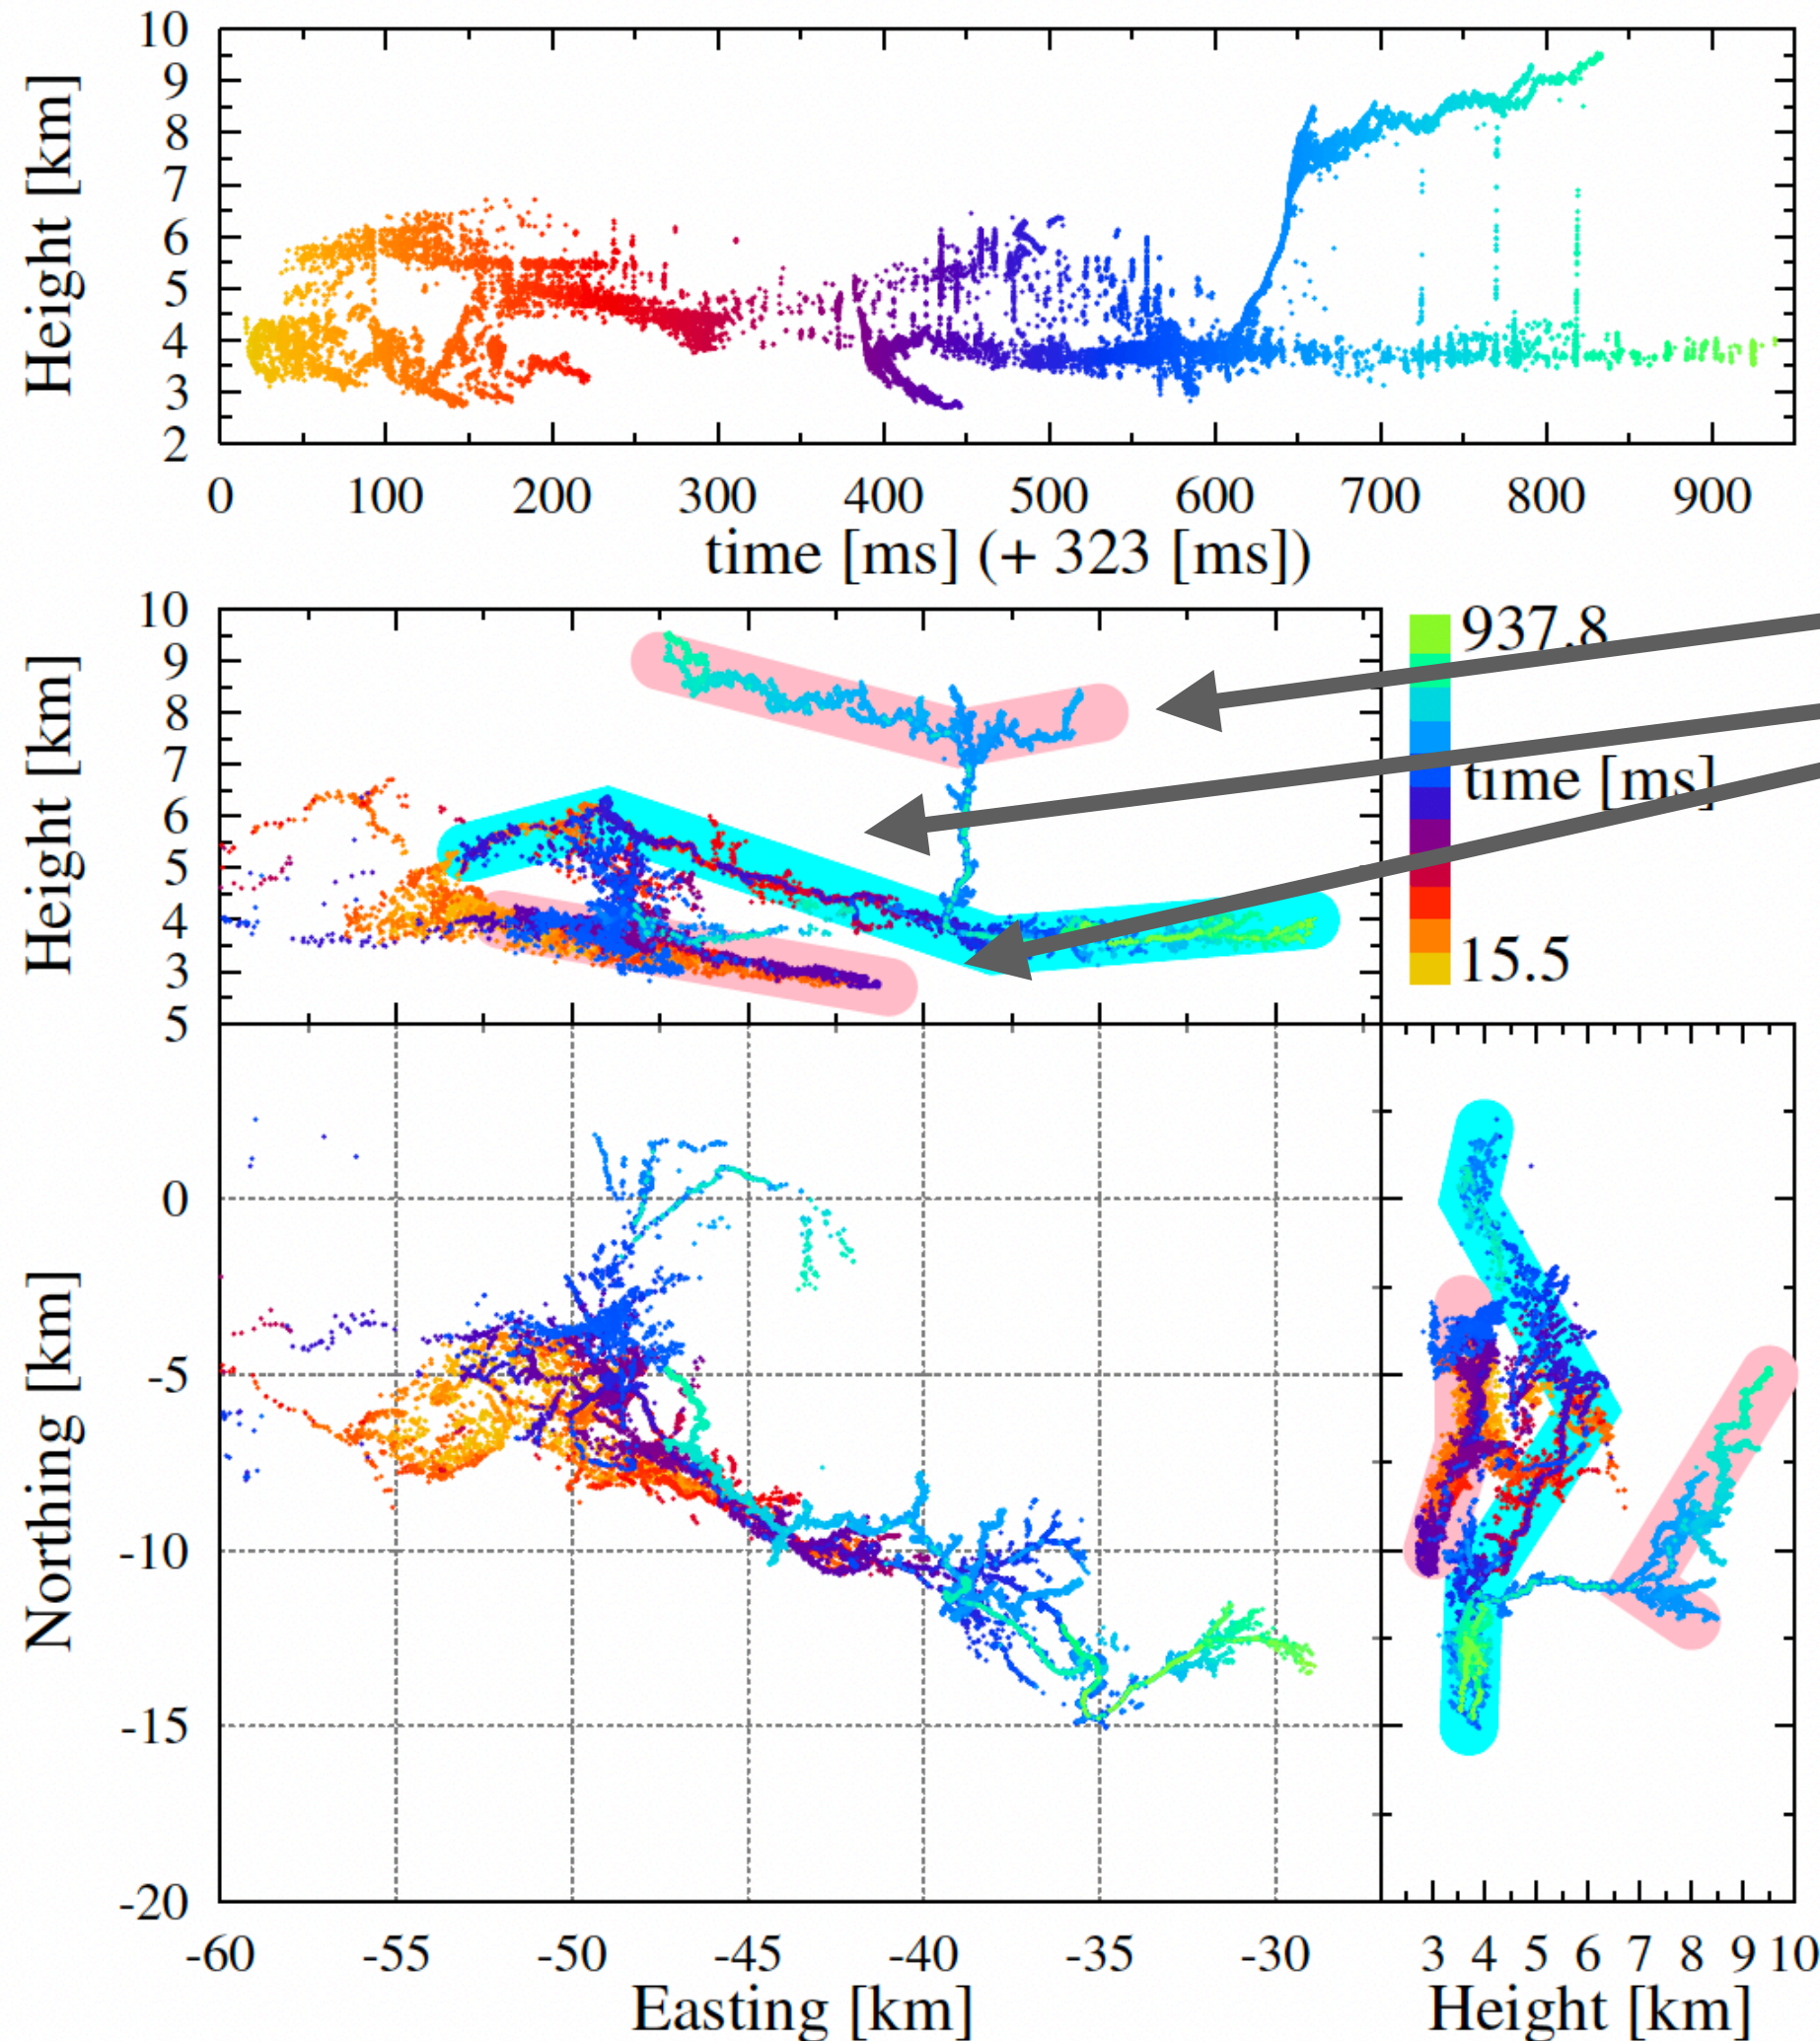 10
9
8
7
6
5
4
3
2
Height [km]
0 100 200 300 400 500 600 700 800 900
time [ms] (+ 323 [ms])
10
9
8
7
6
5
4
3
Height [km]
937.8
time [ms]
15.5
5
0
-5
-10
-15
-20
Northing [km]
-60 -55 -50 -45 -40 -35 -30
3 4 5 6 7 8 9 10
Easting [km]
Height [km]